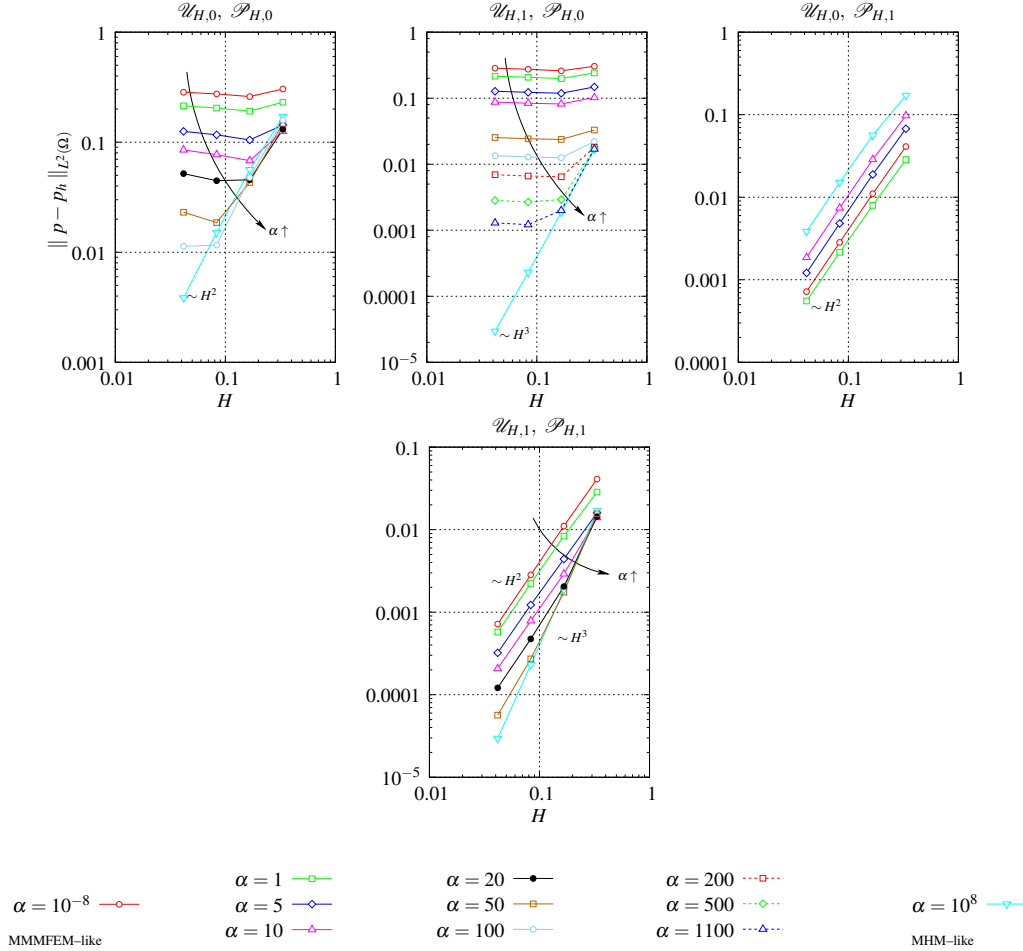 𝒰H,0, 𝒫H,0
𝒰H,1, 𝒫H,0
𝒰H,0, 𝒫H,1
|| p − ph ||L²(Ω)
1
0.1
0.01
0.001
α ↑
∼ H²
0.01 0.1 1
H
1
0.1
0.01
0.001
0.0001
10⁻⁵
α ↑
∼ H³
0.01 0.1 1
H
1
0.1
0.01
0.001
0.0001
∼ H²
0.01 0.1 1
H
𝒰H,1, 𝒫H,1
0.1
0.01
0.001
0.0001
10⁻⁵
∼ H²
α ↑
∼ H³
0.01 0.1 1
H
α = 10⁻⁸
MMMFEM–like
α = 1
α = 5
α = 10
α = 20
α = 50
α = 100
α = 200
α = 500
α = 1100
α = 10⁸
MHM–like